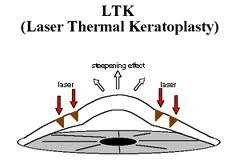 LTK
(Laser Thermal Keratoplasty)
steepening effect
laser laser